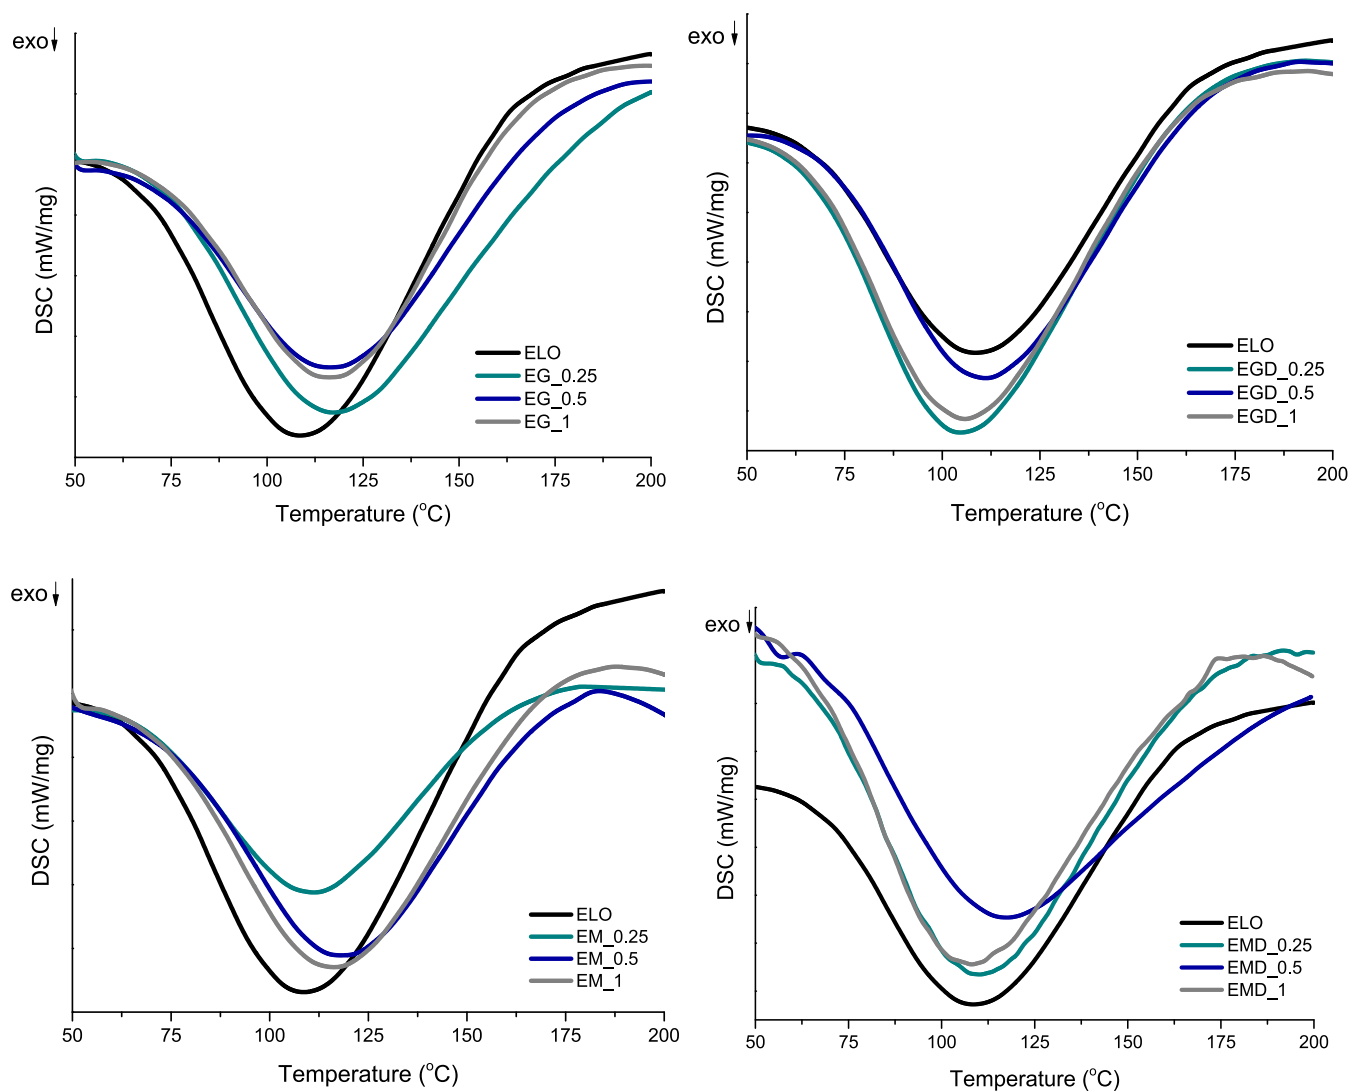 exo
DSC (mW/mg)
ELO
EG_0.25
EG_0.5
EG_1
50 75 100 125 150 175 200
Temperature (°C)
exo
DSC (mW/mg)
ELO
EGD_0.25
EGD_0.5
EGD_1
50 75 100 125 150 175 200
Temperature (°C)
exo
DSC (mW/mg)
ELO
EM_0.25
EM_0.5
EM_1
50 75 100 125 150 175 200
Temperature (°C)
exo
DSC (mW/mg)
ELO
EMD_0.25
EMD_0.5
EMD_1
50 75 100 125 150 175 200
Temperature (°C)